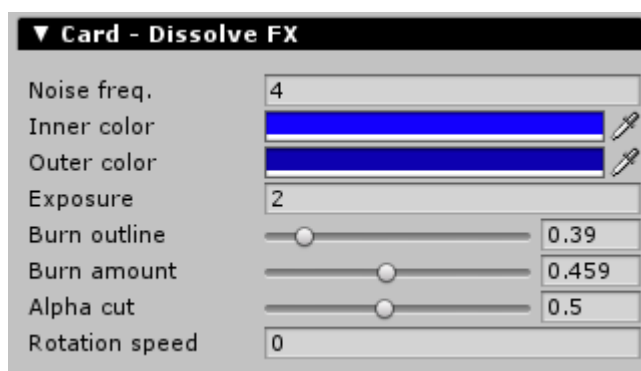 ▼ Card - Dissolve FX
Noise freq. 4
Inner color
Outer color
Exposure 2
Burn outline 0.39
Burn amount 0.459
Alpha cut 0.5
Rotation speed 0